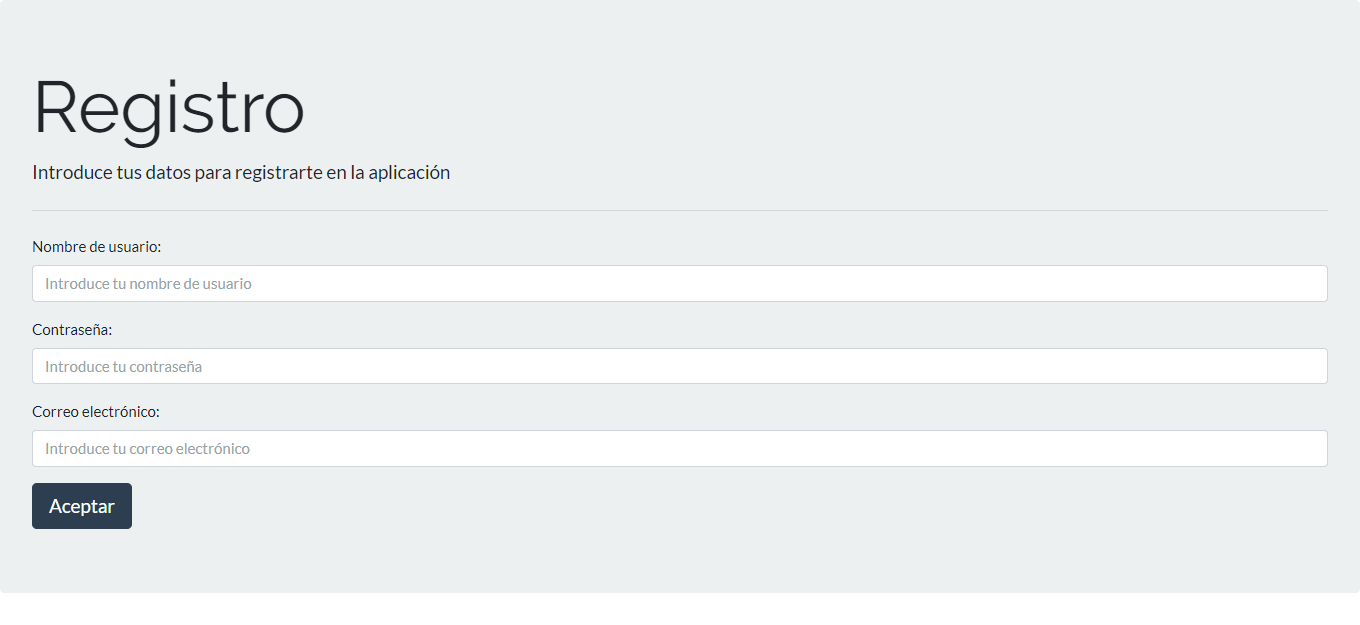 Registro
Introduce tus datos para registrarte en la aplicación
Nombre de usuario:
Introduce tu nombre de usuario
Contraseña:
Introduce tu contraseña
Correo electrónico:
Introduce tu correo electrónico
Aceptar